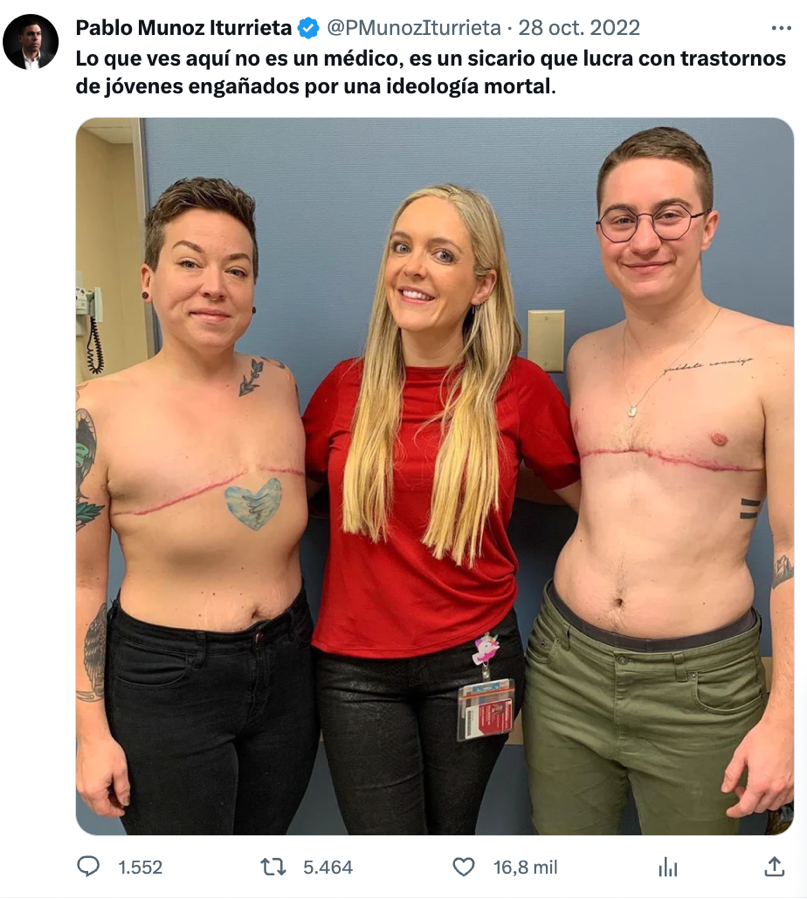 Pablo Munoz Iturrieta @PMunozIturrieta · 28 oct. 2022
Lo que ves aquí no es un médico, es un sicario que lucra con trastornos
de jóvenes engañados por una ideología mortal.
quédate conmigo
1.552 5.464 16,8 mil